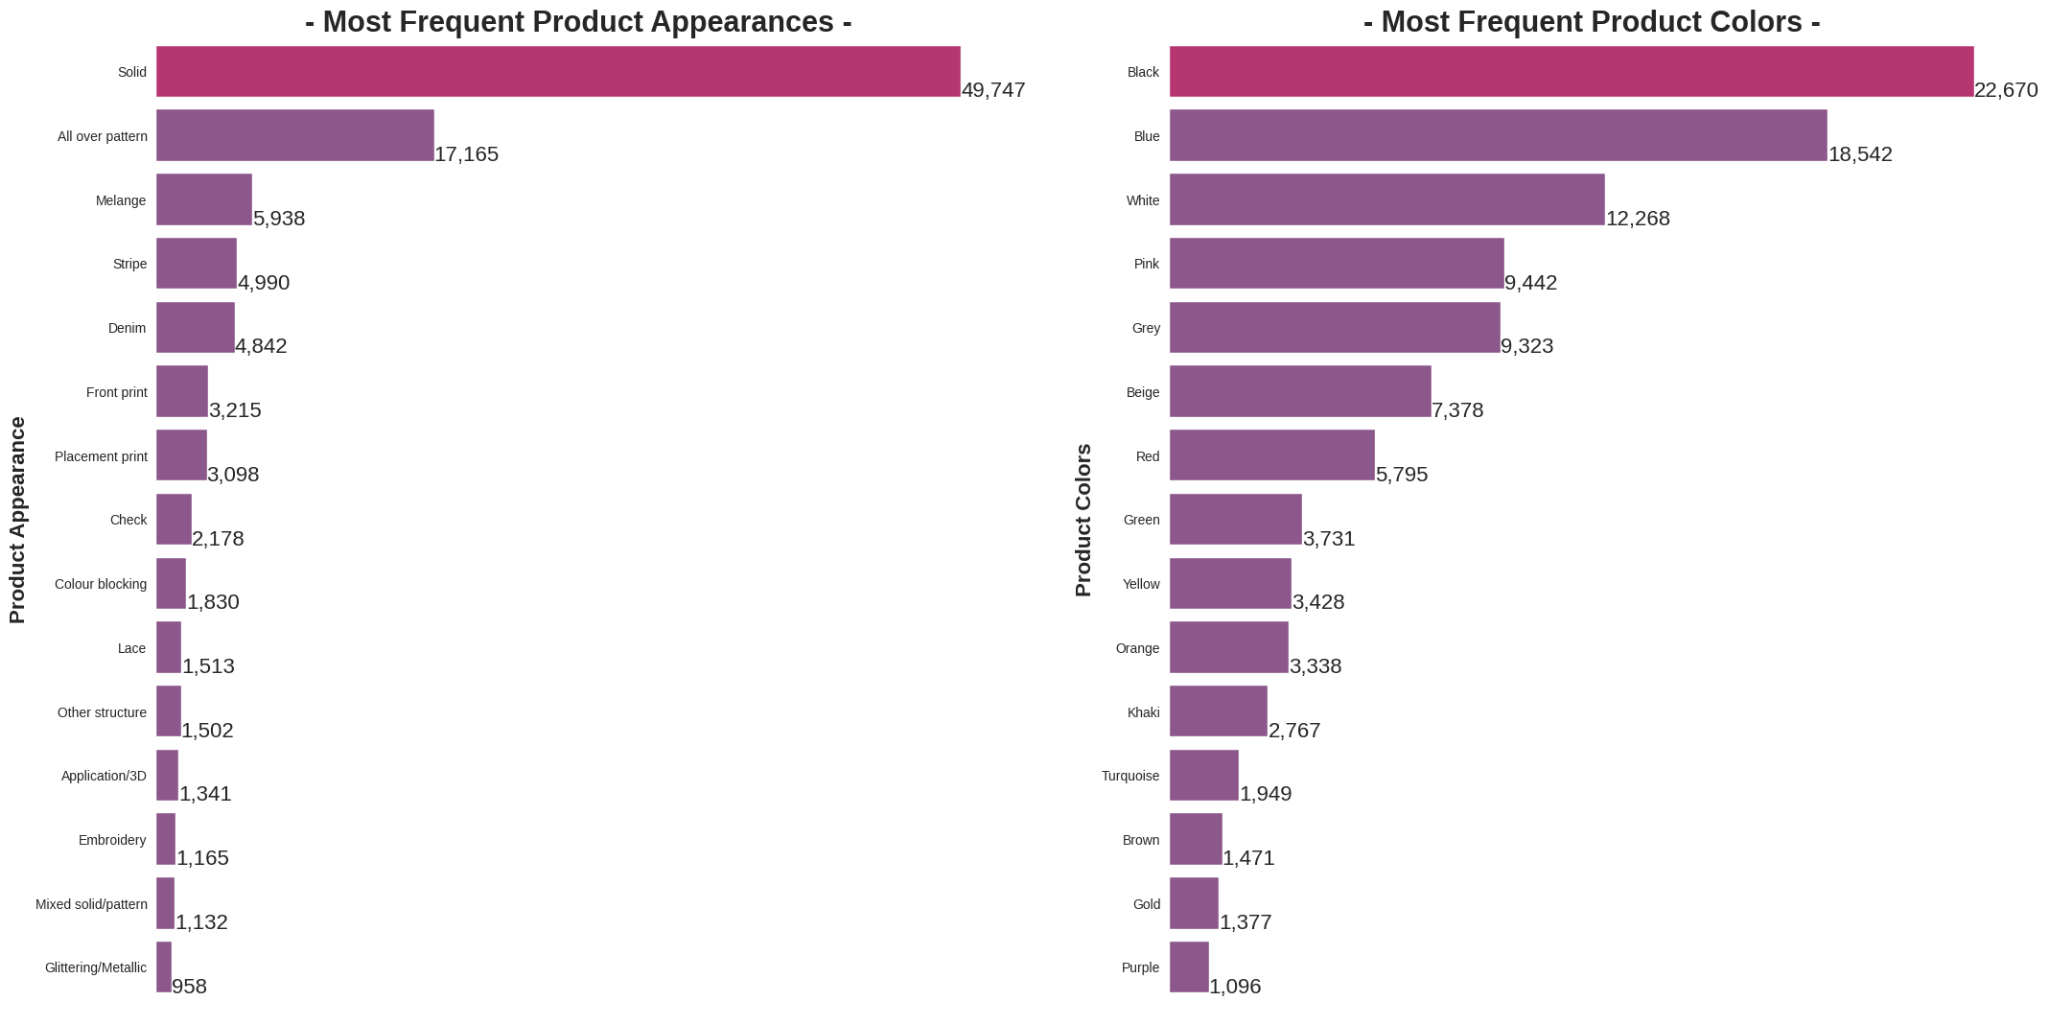 - Most Frequent Product Appearances -
Product Appearance
Solid 49,747
All over pattern 17,165
Melange 5,938
Stripe 4,990
Denim 4,842
Front print 3,215
Placement print 3,098
Check 2,178
Colour blocking 1,830
Lace 1,513
Other structure 1,502
Application/3D 1,341
Embroidery 1,165
Mixed solid/pattern 1,132
Glittering/Metallic 958
- Most Frequent Product Colors -
Product Colors
Black 22,670
Blue 18,542
White 12,268
Pink 9,442
Grey 9,323
Beige 7,378
Red 5,795
Green 3,731
Yellow 3,428
Orange 3,338
Khaki 2,767
Turquoise 1,949
Brown 1,471
Gold 1,377
Purple 1,096